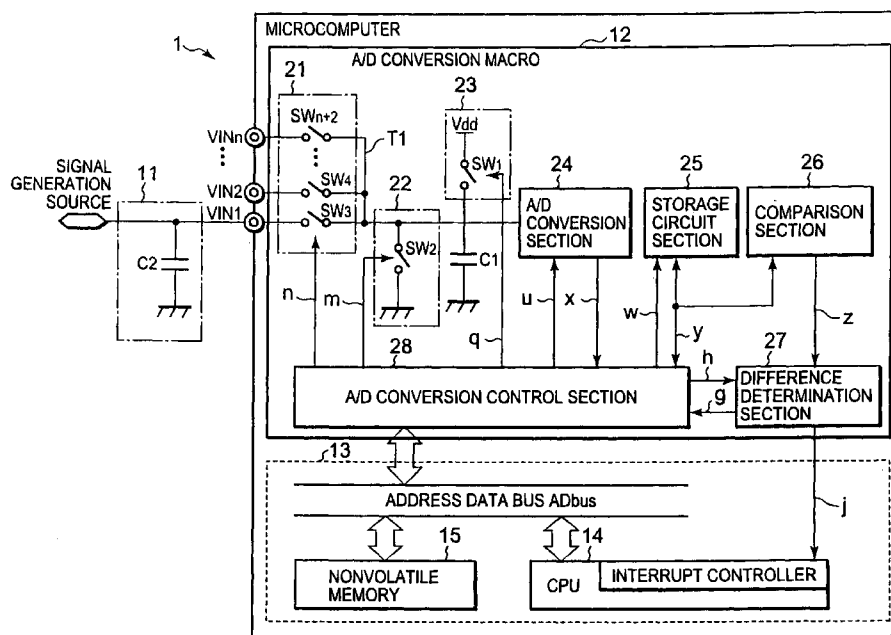 MICROCOMPUTER
1
12
A/D CONVERSION MACRO
21
23
SWn+2
Vdd
VINn
T1
SW1
24
25
26
SIGNAL
GENERATION
SOURCE
11
VIN2
SW4
22
A/D
CONVERSION
SECTION
STORAGE
CIRCUIT
SECTION
COMPARISON
SECTION
VIN1
SW3
SW2
C2
C1
n
m
q
u
x
w
y
z
28
h
27
A/D CONVERSION CONTROL SECTION
g
DIFFERENCE
DETERMINATION
SECTION
13
ADDRESS DATA BUS ADbus
j
15
14
NONVOLATILE
MEMORY
CPU
INTERRUPT CONTROLLER